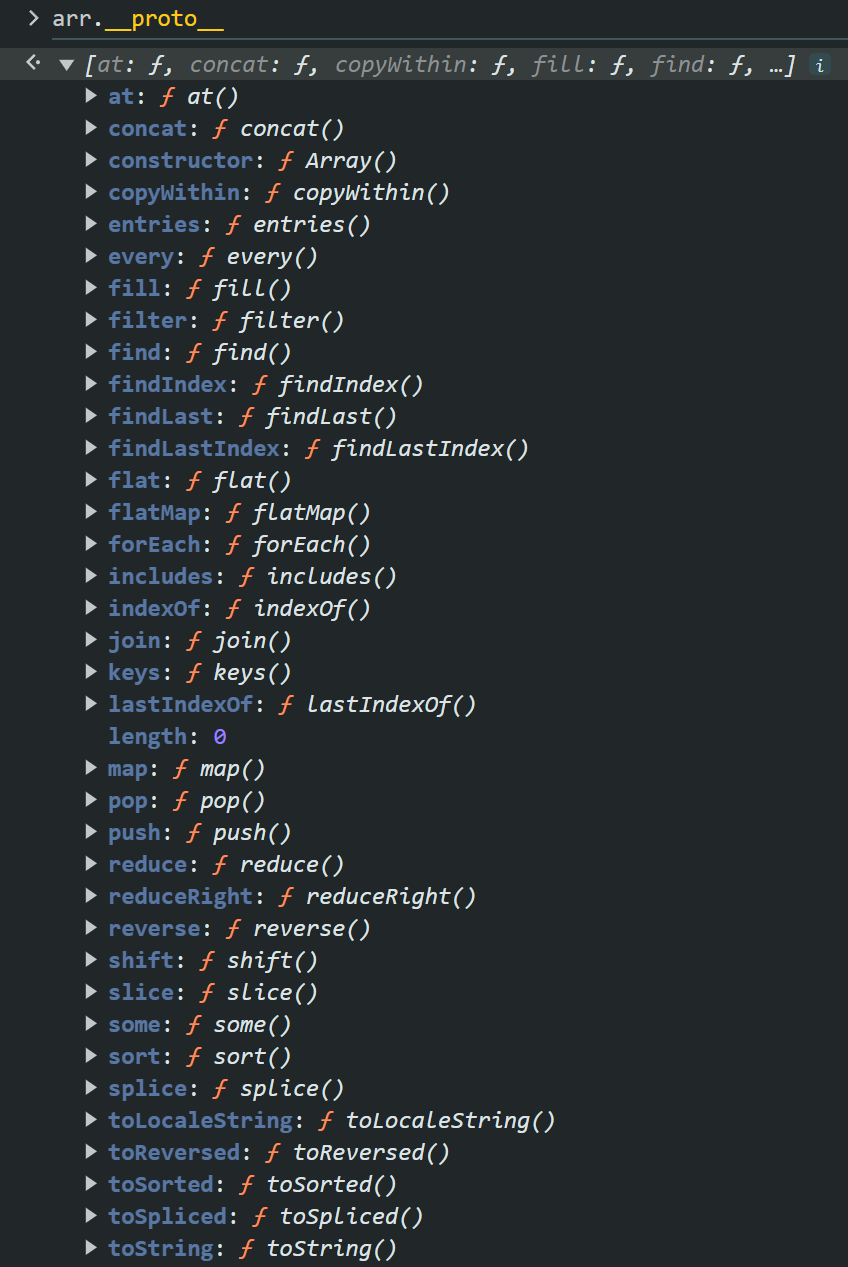 > arr.__proto__
[at: ƒ, concat: ƒ, copyWithin: ƒ, fill: ƒ, find: ƒ, …] i
at: ƒ at()
concat: ƒ concat()
constructor: ƒ Array()
copyWithin: ƒ copyWithin()
entries: ƒ entries()
every: ƒ every()
fill: ƒ fill()
filter: ƒ filter()
find: ƒ find()
findIndex: ƒ findIndex()
findLast: ƒ findLast()
findLastIndex: ƒ findLastIndex()
flat: ƒ flat()
flatMap: ƒ flatMap()
forEach: ƒ forEach()
includes: ƒ includes()
indexOf: ƒ indexOf()
join: ƒ join()
keys: ƒ keys()
lastIndexOf: ƒ lastIndexOf()
length: 0
map: ƒ map()
pop: ƒ pop()
push: ƒ push()
reduce: ƒ reduce()
reduceRight: ƒ reduceRight()
reverse: ƒ reverse()
shift: ƒ shift()
slice: ƒ slice()
some: ƒ some()
sort: ƒ sort()
splice: ƒ splice()
toLocaleString: ƒ toLocaleString()
toReversed: ƒ toReversed()
toSorted: ƒ toSorted()
toSpliced: ƒ toSpliced()
toString: ƒ toString()